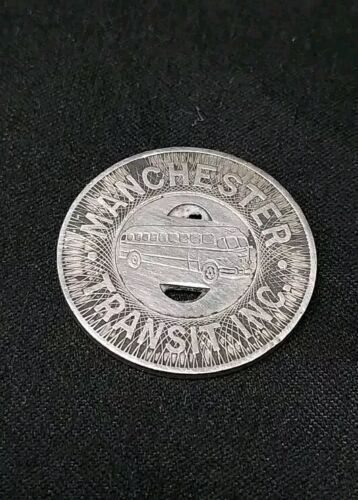 · MANCHESTER ·
TRANSIT, INC.